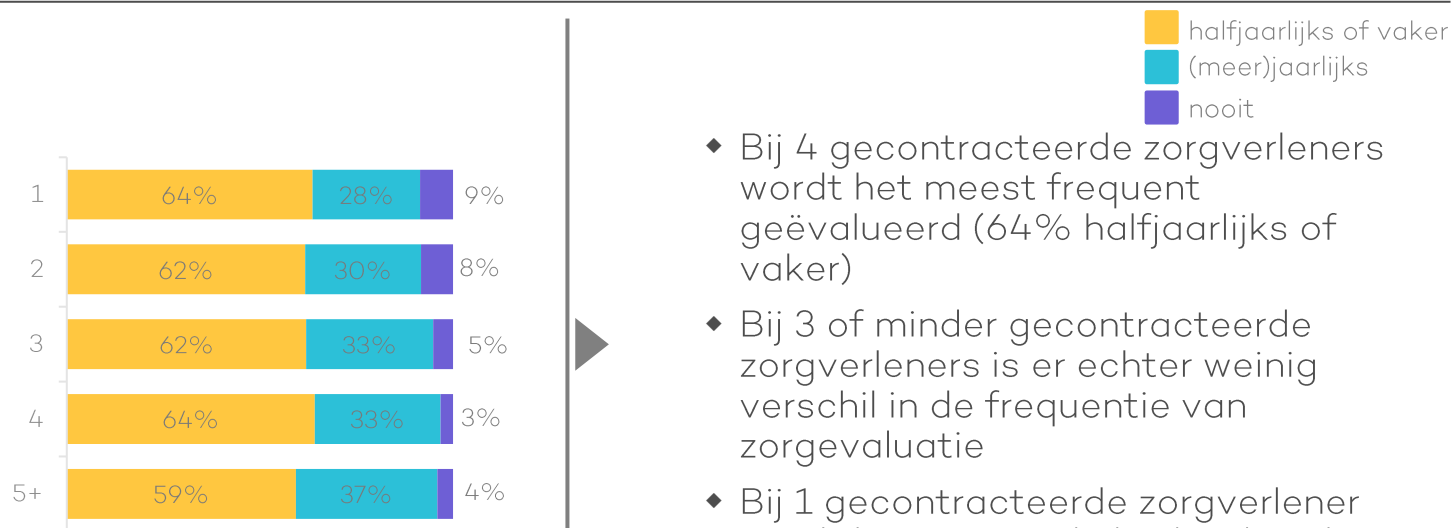 halfjaarlijks of vaker
(meer)jaarlijks
nooit
1 64% 28% 9%
2 62% 30% 8%
3 62% 33% 5%
4 64% 33% 3%
5+ 59% 37% 4%
◆ Bij 4 gecontracteerde zorgverleners
wordt het meest frequent
geëvalueerd (64% halfjaarlijks of
vaker)
◆ Bij 3 of minder gecontracteerde
zorgverleners is er echter weinig
verschil in de frequentie van
zorgevaluatie
◆ Bij 1 gecontracteerde zorgverlener